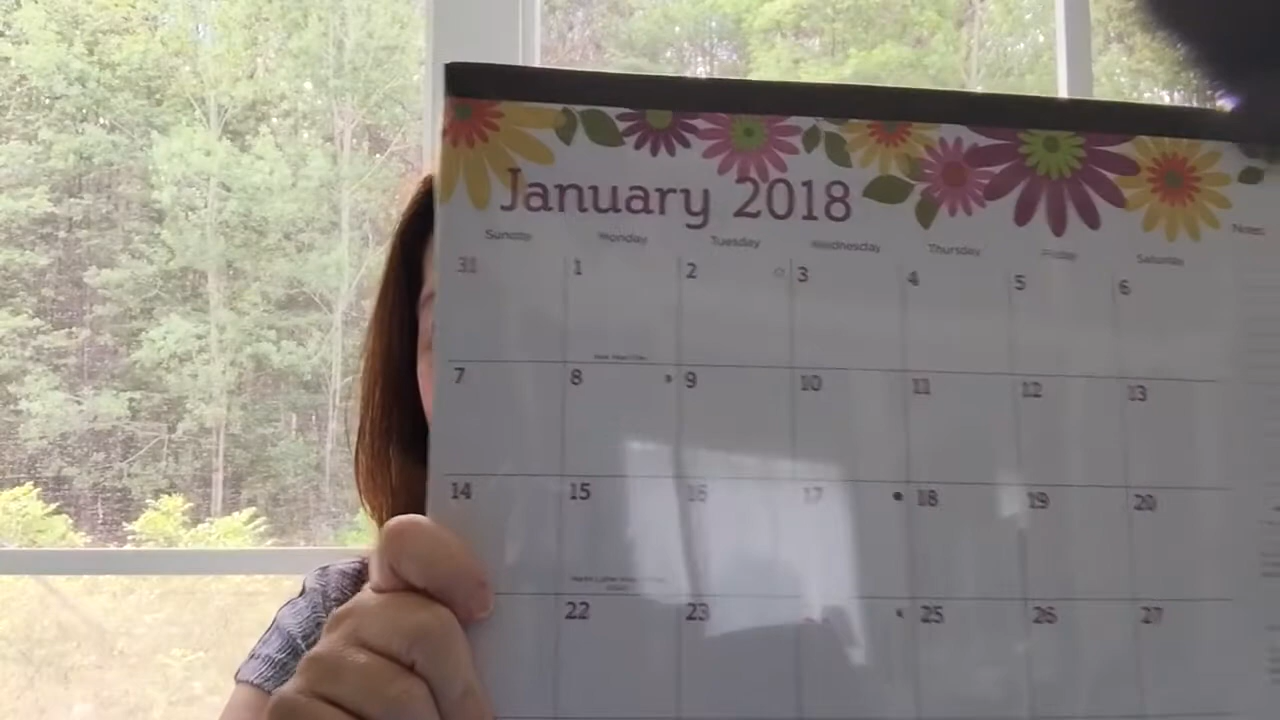 January 2018
Sunday Monday Tuesday Wednesday Thursday Friday Saturday Notes
31 1 2 3 4 5 6
7 8 9 10 11 12 13
14 15 16 17 18 19 20
22 23 25 26 27